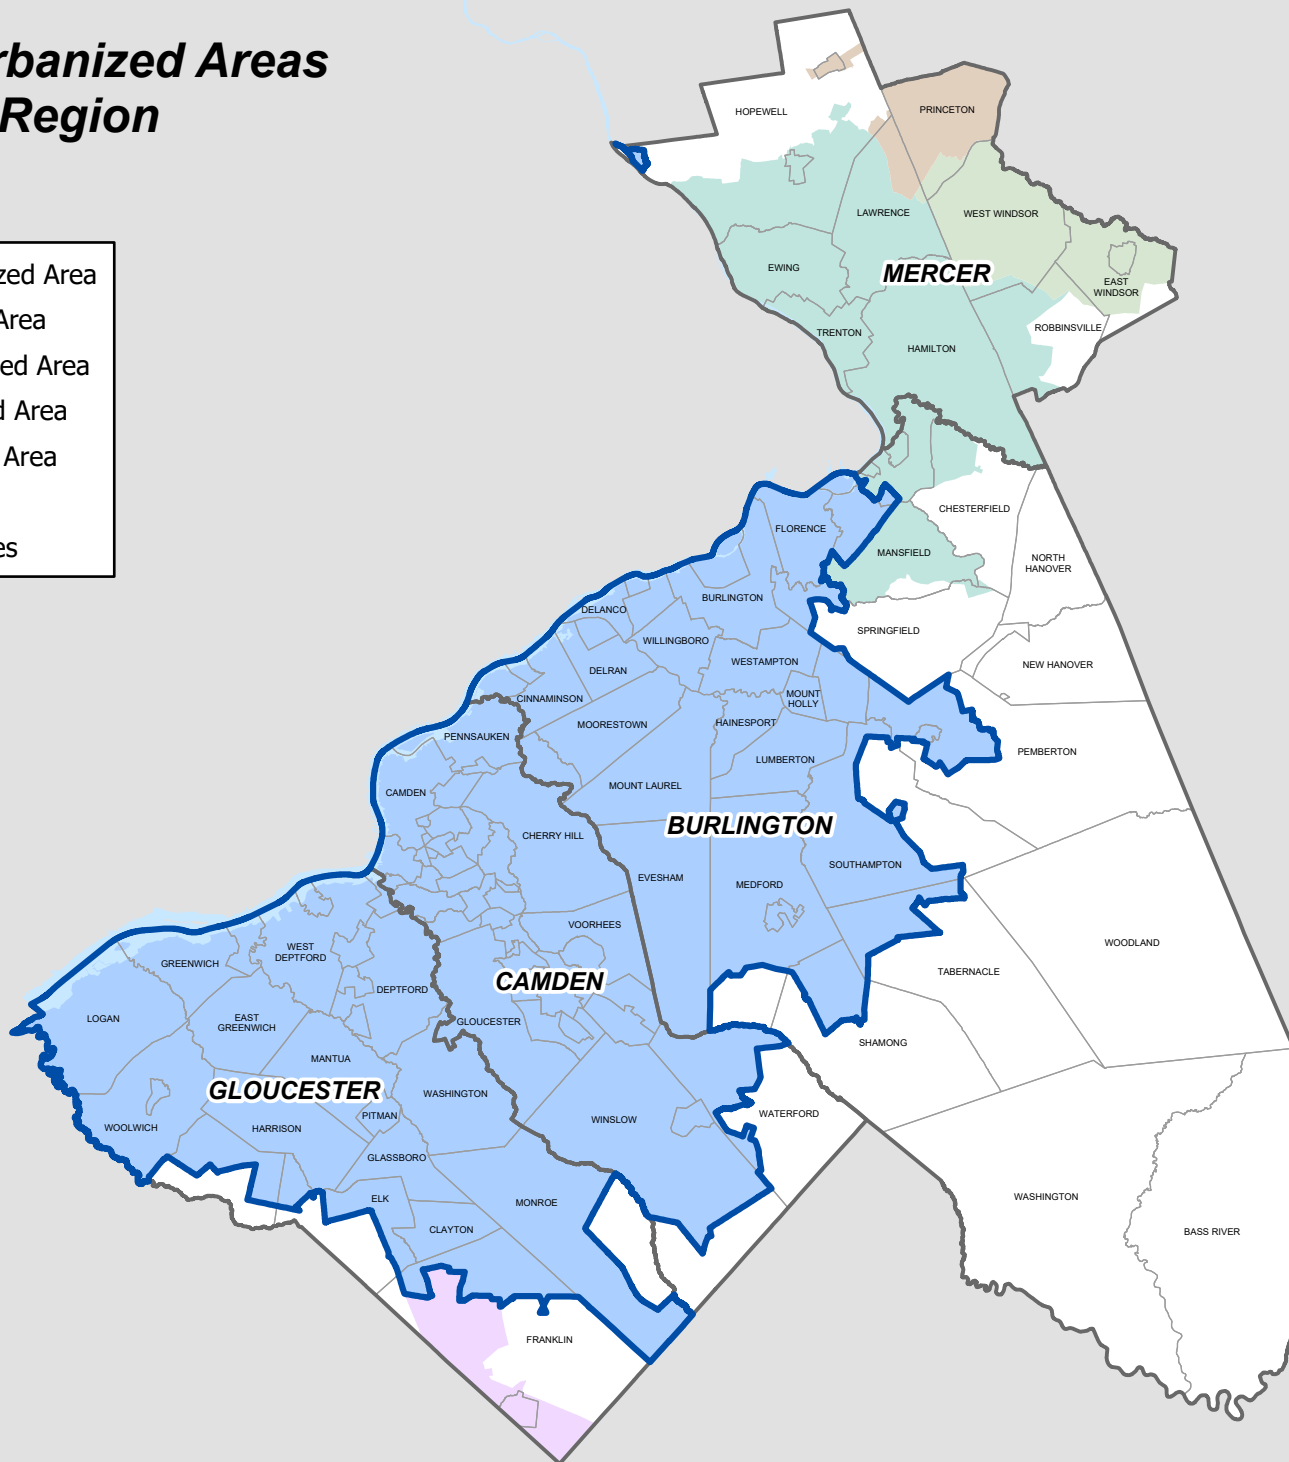 rbanized Areas
Region
zed Area
Area
ed Area
d Area
Area
es
HOPEWELL
PRINCETON
LAWRENCE
WEST WINDSOR
EWING
MERCER
EAST
WINDSOR
TRENTON
ROBBINSVILLE
HAMILTON
CHESTERFIELD
FLORENCE
MANSFIELD
NORTH
HANOVER
BURLINGTON
DELANCO
SPRINGFIELD
WILLINGBORO
WESTAMPTON
NEW HANOVER
DELRAN
CINNAMINSON
MOUNT
HOLLY
MOORESTOWN
HAINESPORT
PENNSAUKEN
PEMBERTON
LUMBERTON
MOUNT LAUREL
CAMDEN
BURLINGTON
CHERRY HILL
SOUTHAMPTON
EVESHAM
MEDFORD
VOORHEES
WOODLAND
WEST
DEPTFORD
GREENWICH
TABERNACLE
CAMDEN
DEPTFORD
LOGAN
EAST
GREENWICH
GLOUCESTER
SHAMONG
MANTUA
GLOUCESTER
WASHINGTON
PITMAN
WINSLOW
WATERFORD
WOOLWICH
HARRISON
GLASSBORO
ELK
MONROE
WASHINGTON
CLAYTON
BASS RIVER
FRANKLIN